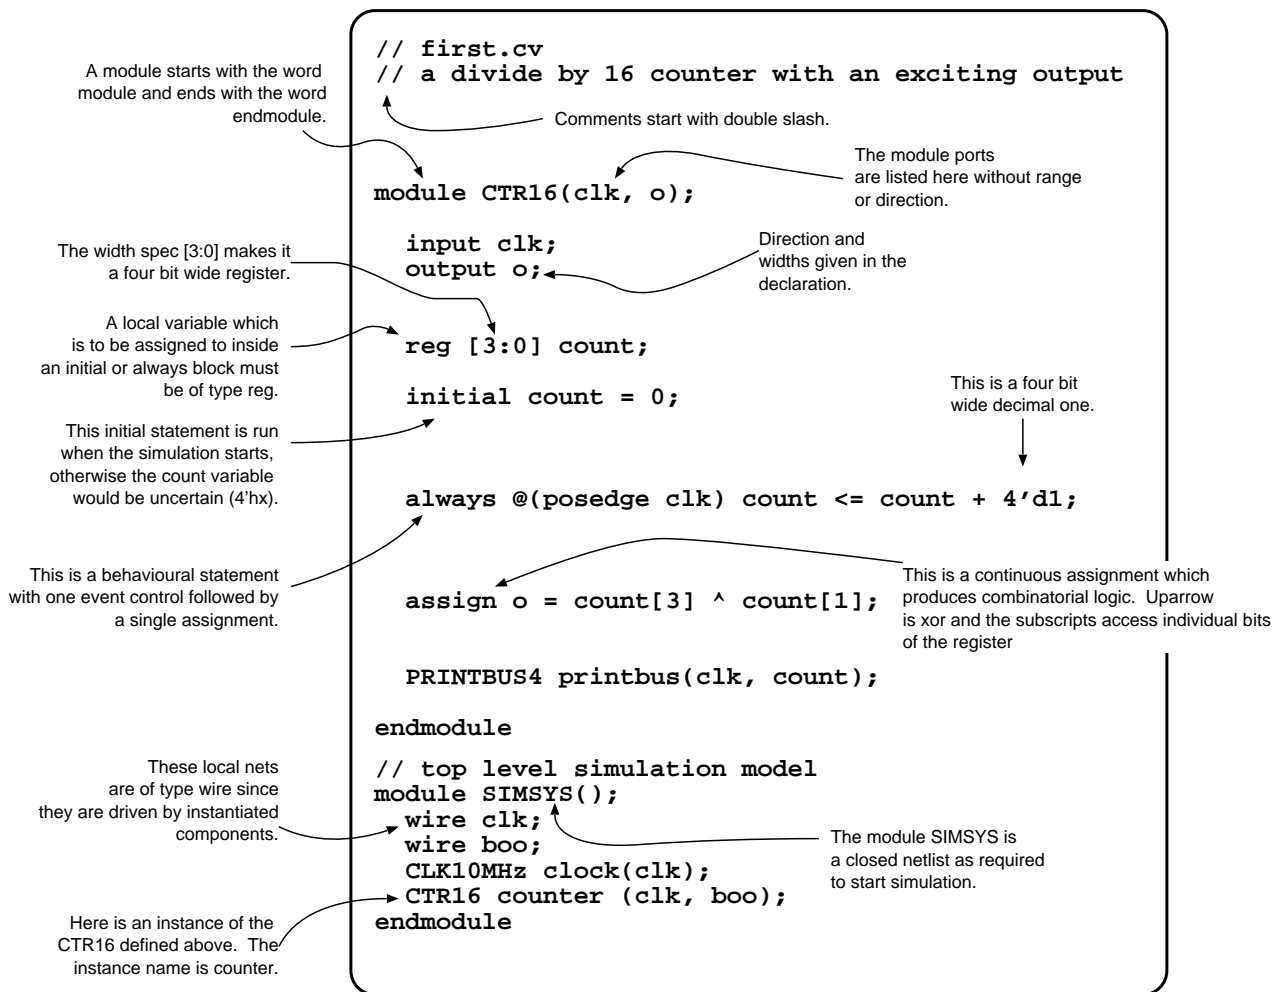 // first.cv
// a divide by 16 counter with an exciting output
A module starts with the word
module and ends with the word
endmodule.
Comments start with double slash.
The module ports
are listed here without range
or direction.
module CTR16(clk, o);
The width spec [3:0] makes it
a four bit wide register.
input clk;
output o;
Direction and
widths given in the
declaration.
A local variable which
is to be assigned to inside
an initial or always block must
be of type reg.
reg [3:0] count;
initial count = 0;
This is a four bit
wide decimal one.
This initial statement is run
when the simulation starts,
otherwise the count variable
would be uncertain (4'hx).
always @(posedge clk) count <= count + 4'd1;
This is a behavioural statement
with one event control followed by
a single assignment.
assign o = count[3] ^ count[1];
This is a continuous assignment which
produces combinatorial logic.  Uparrow
is xor and the subscripts access individual bits
of the register
PRINTBUS4 printbus(clk, count);
endmodule
These local nets
are of type wire since
they are driven by instantiated
components.
// top level simulation model
module SIMSYS();
wire clk;
wire boo;
CLK10MHz clock(clk);
CTR16 counter (clk, boo);
endmodule
The module SIMSYS is
a closed netlist as required
to start simulation.
Here is an instance of the
CTR16 defined above.  The
instance name is counter.